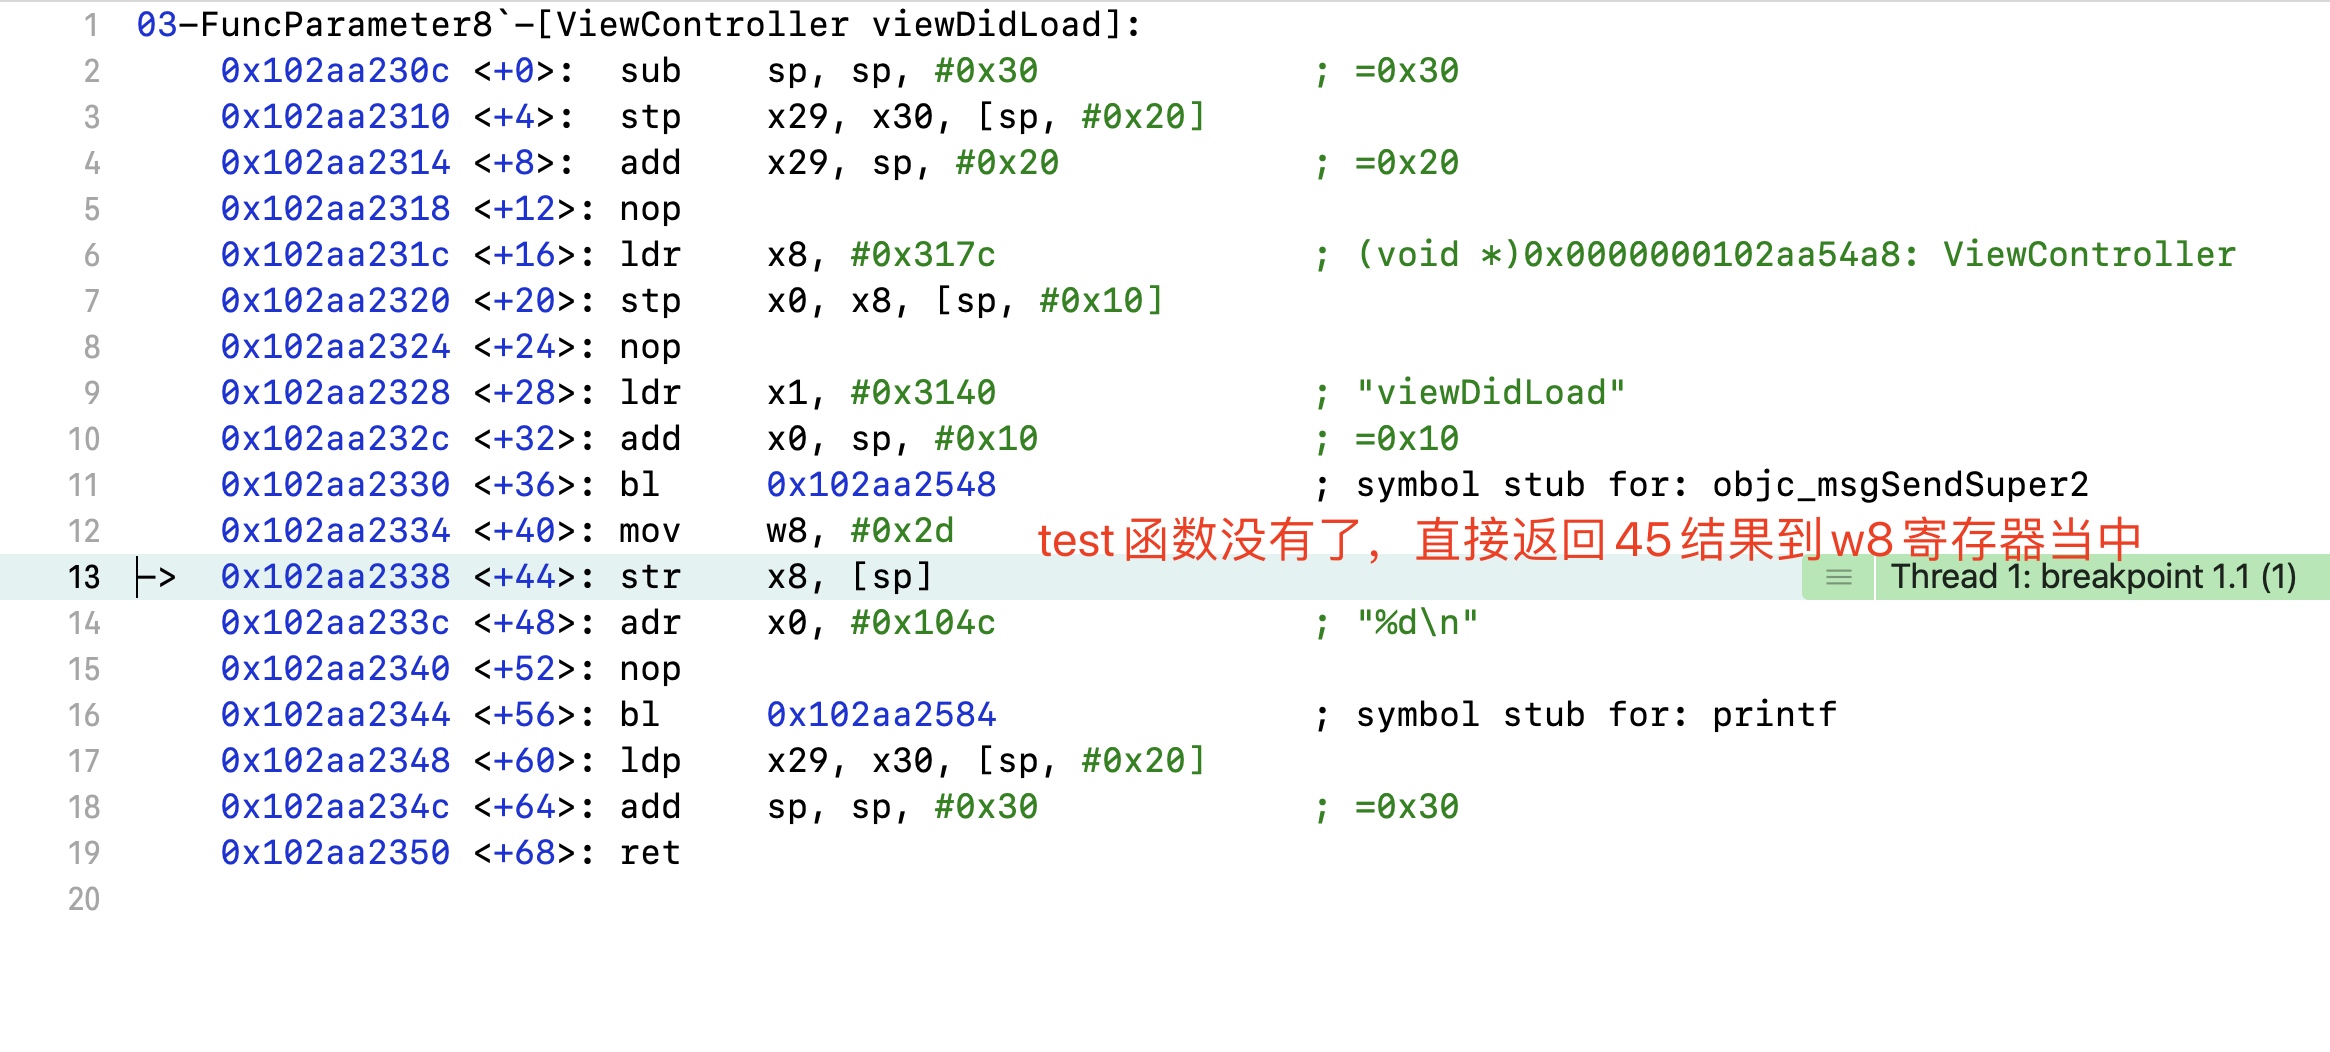 1 03-FuncParameter8`-[ViewController viewDidLoad]:
2 0x102aa230c <+0>: sub sp, sp, #0x30 ; =0x30
3 0x102aa2310 <+4>: stp x29, x30, [sp, #0x20]
4 0x102aa2314 <+8>: add x29, sp, #0x20 ; =0x20
5 0x102aa2318 <+12>: nop
6 0x102aa231c <+16>: ldr x8, #0x317c ; (void *)0x0000000102aa54a8: ViewController
7 0x102aa2320 <+20>: stp x0, x8, [sp, #0x10]
8 0x102aa2324 <+24>: nop
9 0x102aa2328 <+28>: ldr x1, #0x3140 ; "viewDidLoad"
10 0x102aa232c <+32>: add x0, sp, #0x10 ; =0x10
11 0x102aa2330 <+36>: bl 0x102aa2548 ; symbol stub for: objc_msgSendSuper2
12 0x102aa2334 <+40>: mov w8, #0x2d test函数没有了，直接返回45结果到w8寄存器当中
13 -> 0x102aa2338 <+44>: str x8, [sp] Thread 1: breakpoint 1.1 (1)
14 0x102aa233c <+48>: adr x0, #0x104c ; "%d\n"
15 0x102aa2340 <+52>: nop
16 0x102aa2344 <+56>: bl 0x102aa2584 ; symbol stub for: printf
17 0x102aa2348 <+60>: ldp x29, x30, [sp, #0x20]
18 0x102aa234c <+64>: add sp, sp, #0x30 ; =0x30
19 0x102aa2350 <+68>: ret
20